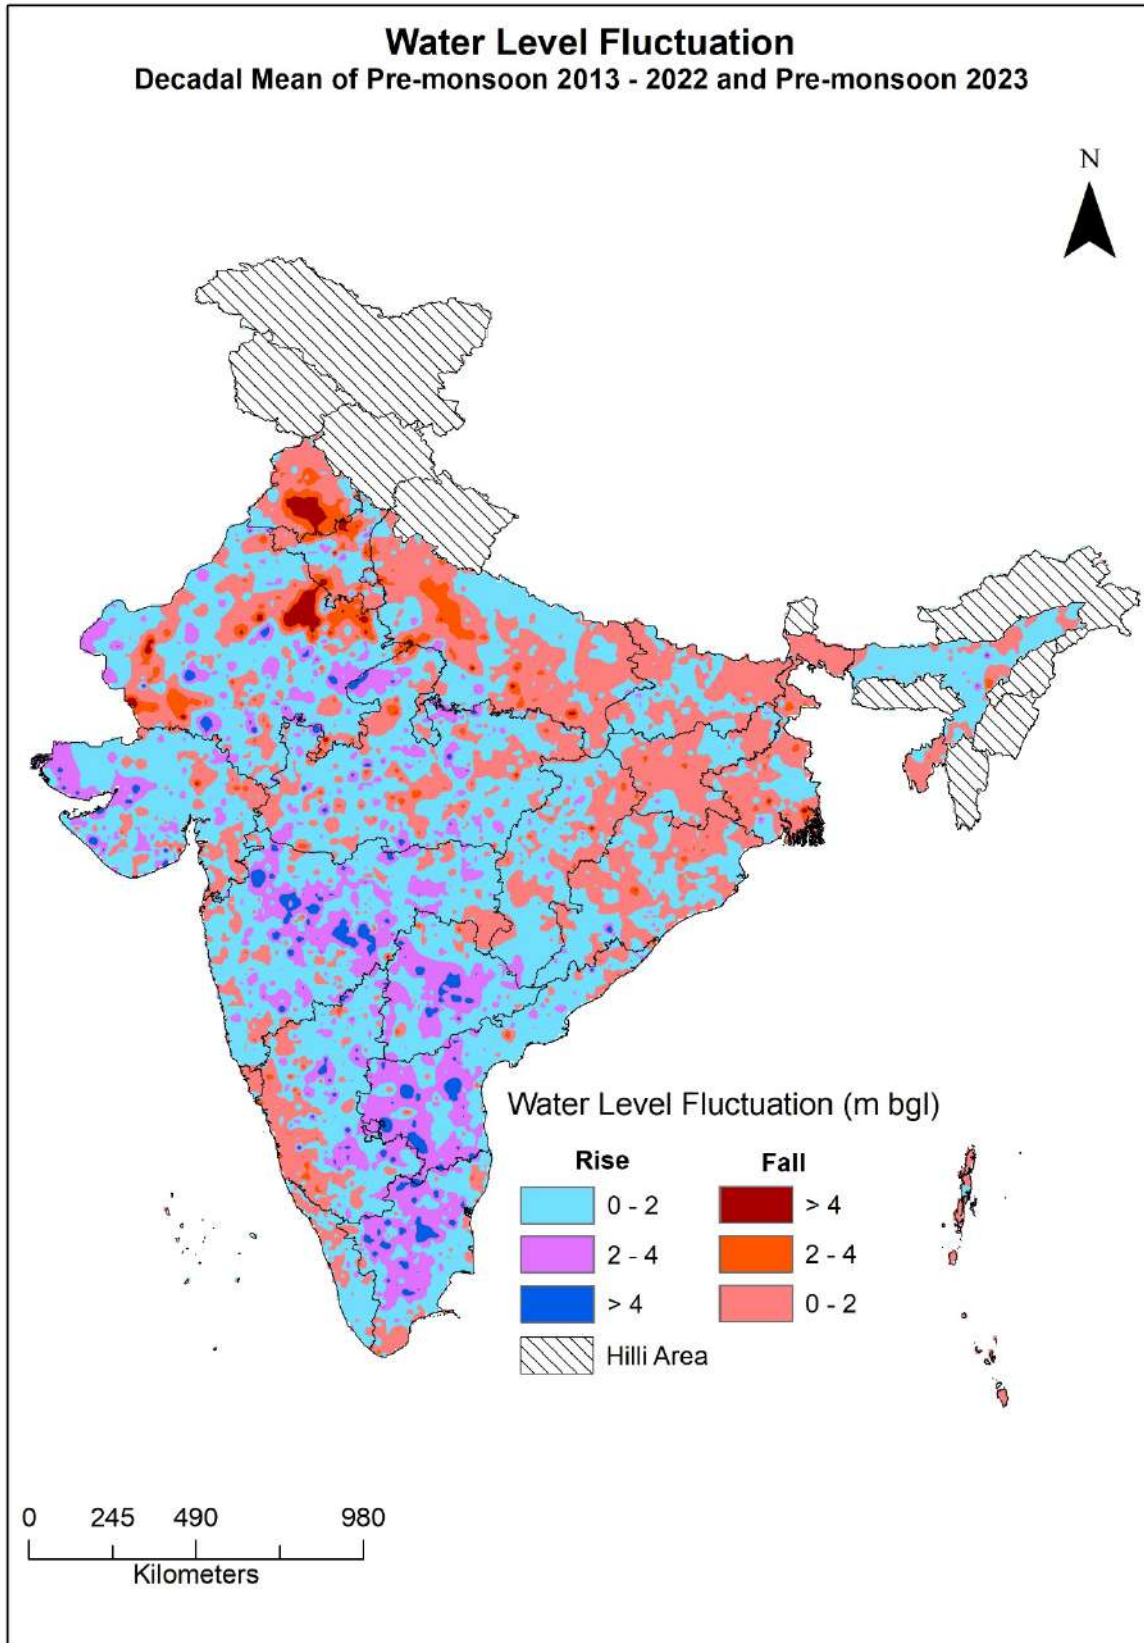 Water Level Fluctuation
Decadal Mean of Pre-monsoon 2013 - 2022 and Pre-monsoon 2023
N
Water Level Fluctuation (m bgl)
Rise Fall
0 - 2 > 4
2 - 4 2 - 4
> 4 0 - 2
Hilli Area
0 245 490 980
Kilometers